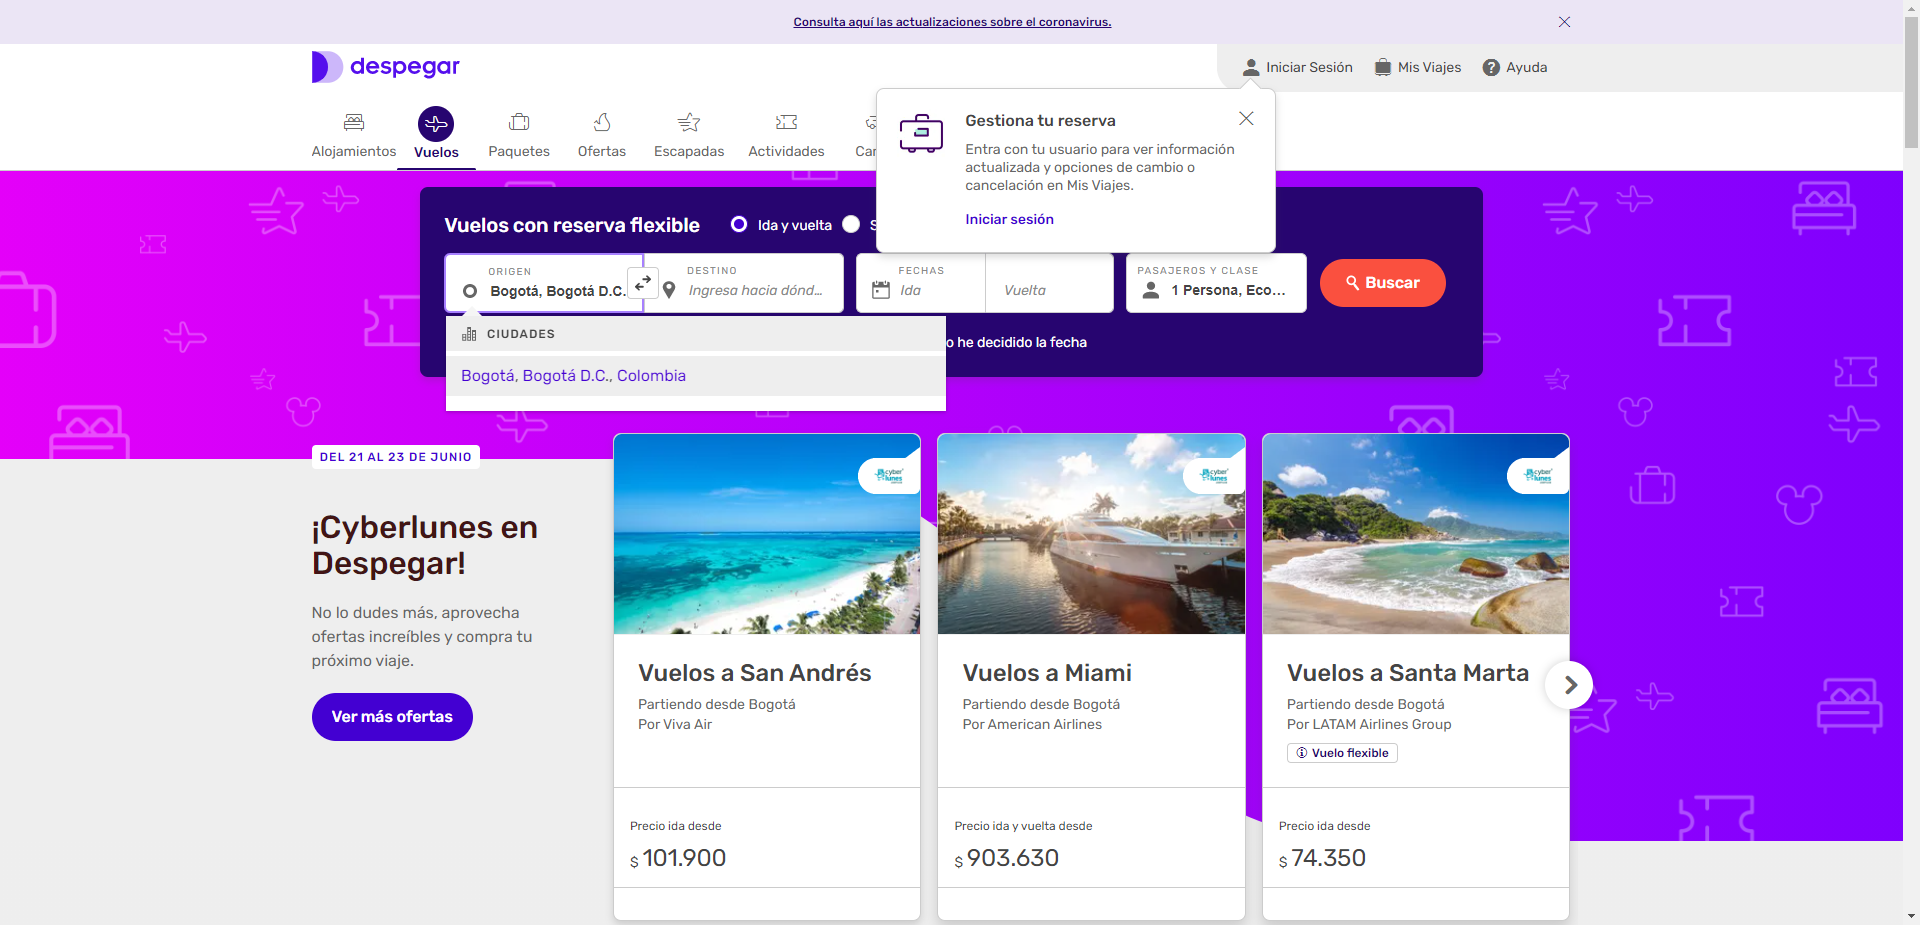 Consulta aquí las actualizaciones sobre el coronavirus.
despegar
Iniciar Sesión
Mis Viajes
Ayuda
Alojamientos
Vuelos
Paquetes
Ofertas
Escapadas
Actividades
Gestiona tu reserva
Entra con tu usuario para ver información
actualizada y opciones de cambio o
cancelación en Mis Viajes.
Iniciar sesión
Vuelos con reserva flexible
Ida y vuelta
ORIGEN
Bogotá, Bogotá D.C.
DESTINO
Ingresa hacia dónd...
FECHAS
Ida
Vuelta
PASAJEROS Y CLASE
1 Persona, Eco...
Buscar
CIUDADES
Bogotá, Bogotá D.C., Colombia
o he decidido la fecha
DEL 21 AL 23 DE JUNIO
¡Cyberlunes en
Despegar!
No lo dudes más, aprovecha
ofertas increíbles y compra tu
próximo viaje.
Ver más ofertas
cyber
lunes
Vuelos a San Andrés
Partiendo desde Bogotá
Por Viva Air
Precio ida desde
$ 101.900
cyber
lunes
Vuelos a Miami
Partiendo desde Bogotá
Por American Airlines
Precio ida y vuelta desde
$ 903.630
cyber
lunes
Vuelos a Santa Marta
Partiendo desde Bogotá
Por LATAM Airlines Group
Vuelo flexible
Precio ida desde
$ 74.350